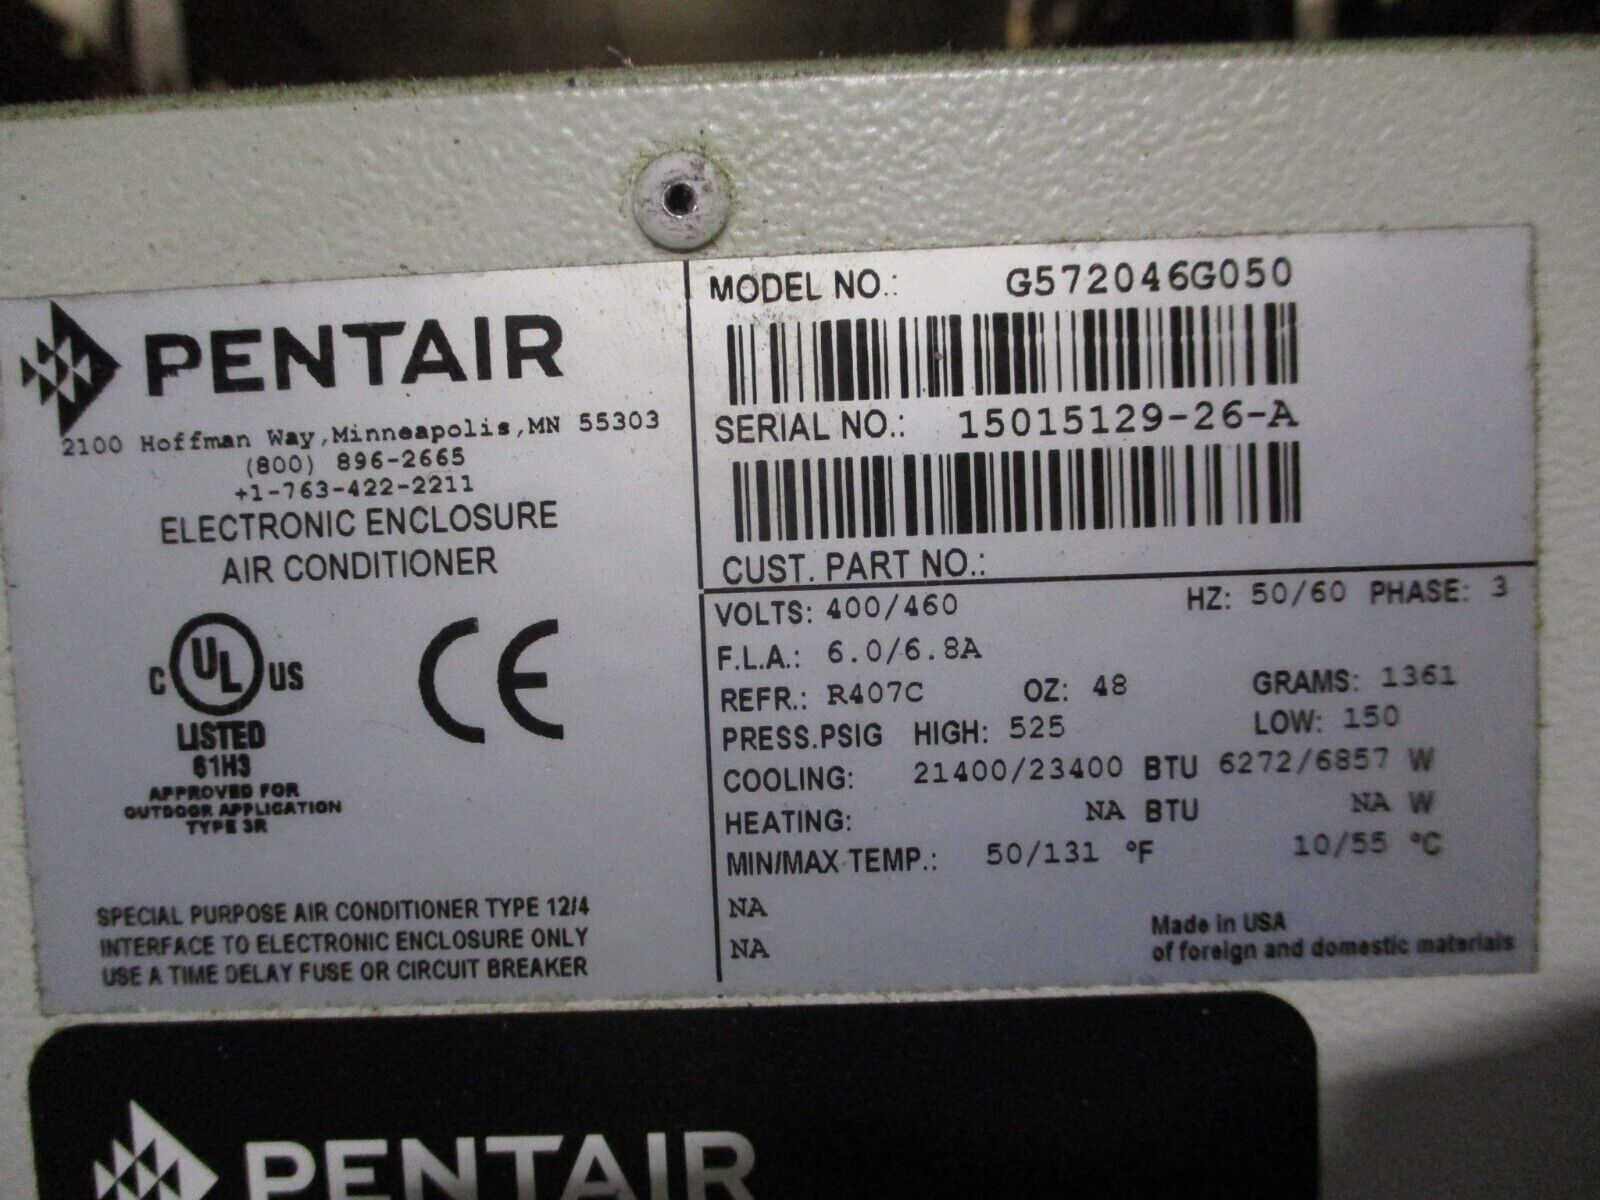 PENTAIR
2100 Hoffman Way, Minneapolis, MN 55303
(800) 896-2665
+1-763-422-2211
ELECTRONIC ENCLOSURE
AIR CONDITIONER
C UL US
LISTED
61H3
APPROVED FOR
OUTDOOR APPLICATION
TYPE 3R
CE
SPECIAL PURPOSE AIR CONDITIONER TYPE 12/4
INTERFACE TO ELECTRONIC ENCLOSURE ONLY
USE A TIME DELAY FUSE OR CIRCUIT BREAKER
MODEL NO.: G572046G050
SERIAL NO.: 15015129-26-A
CUST. PART NO.:
VOLTS: 400/460 HZ: 50/60 PHASE: 3
F.L.A.: 6.0/6.8A
REFR.: R407C OZ: 48 GRAMS: 1361
PRESS.PSIG HIGH: 525 LOW: 150
COOLING: 21400/23400 BTU 6272/6857 W
HEATING: NA BTU NA W
MIN/MAX TEMP.: 50/131 °F 10/55 °C
NA
NA
Made in USA
of foreign and domestic materials
PENTAIR